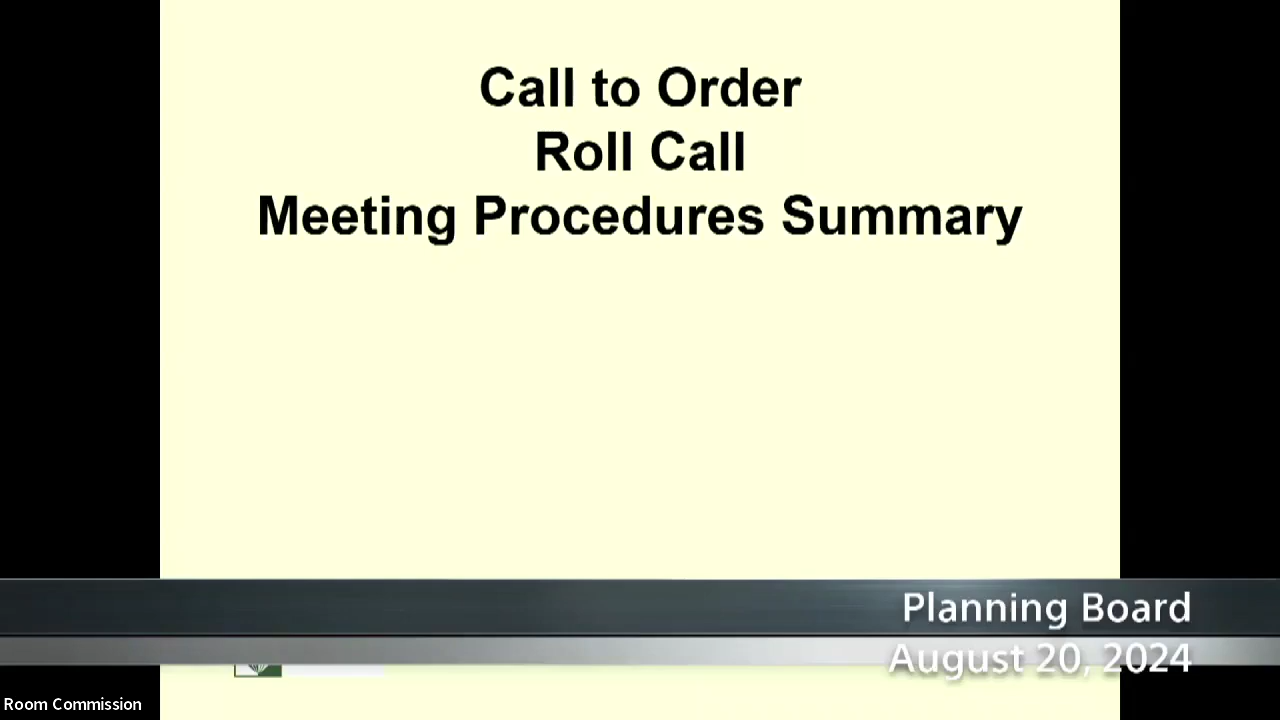 Call to Order
Roll Call
Meeting Procedures Summary
Planning Board
August 20, 2024
Room Commission